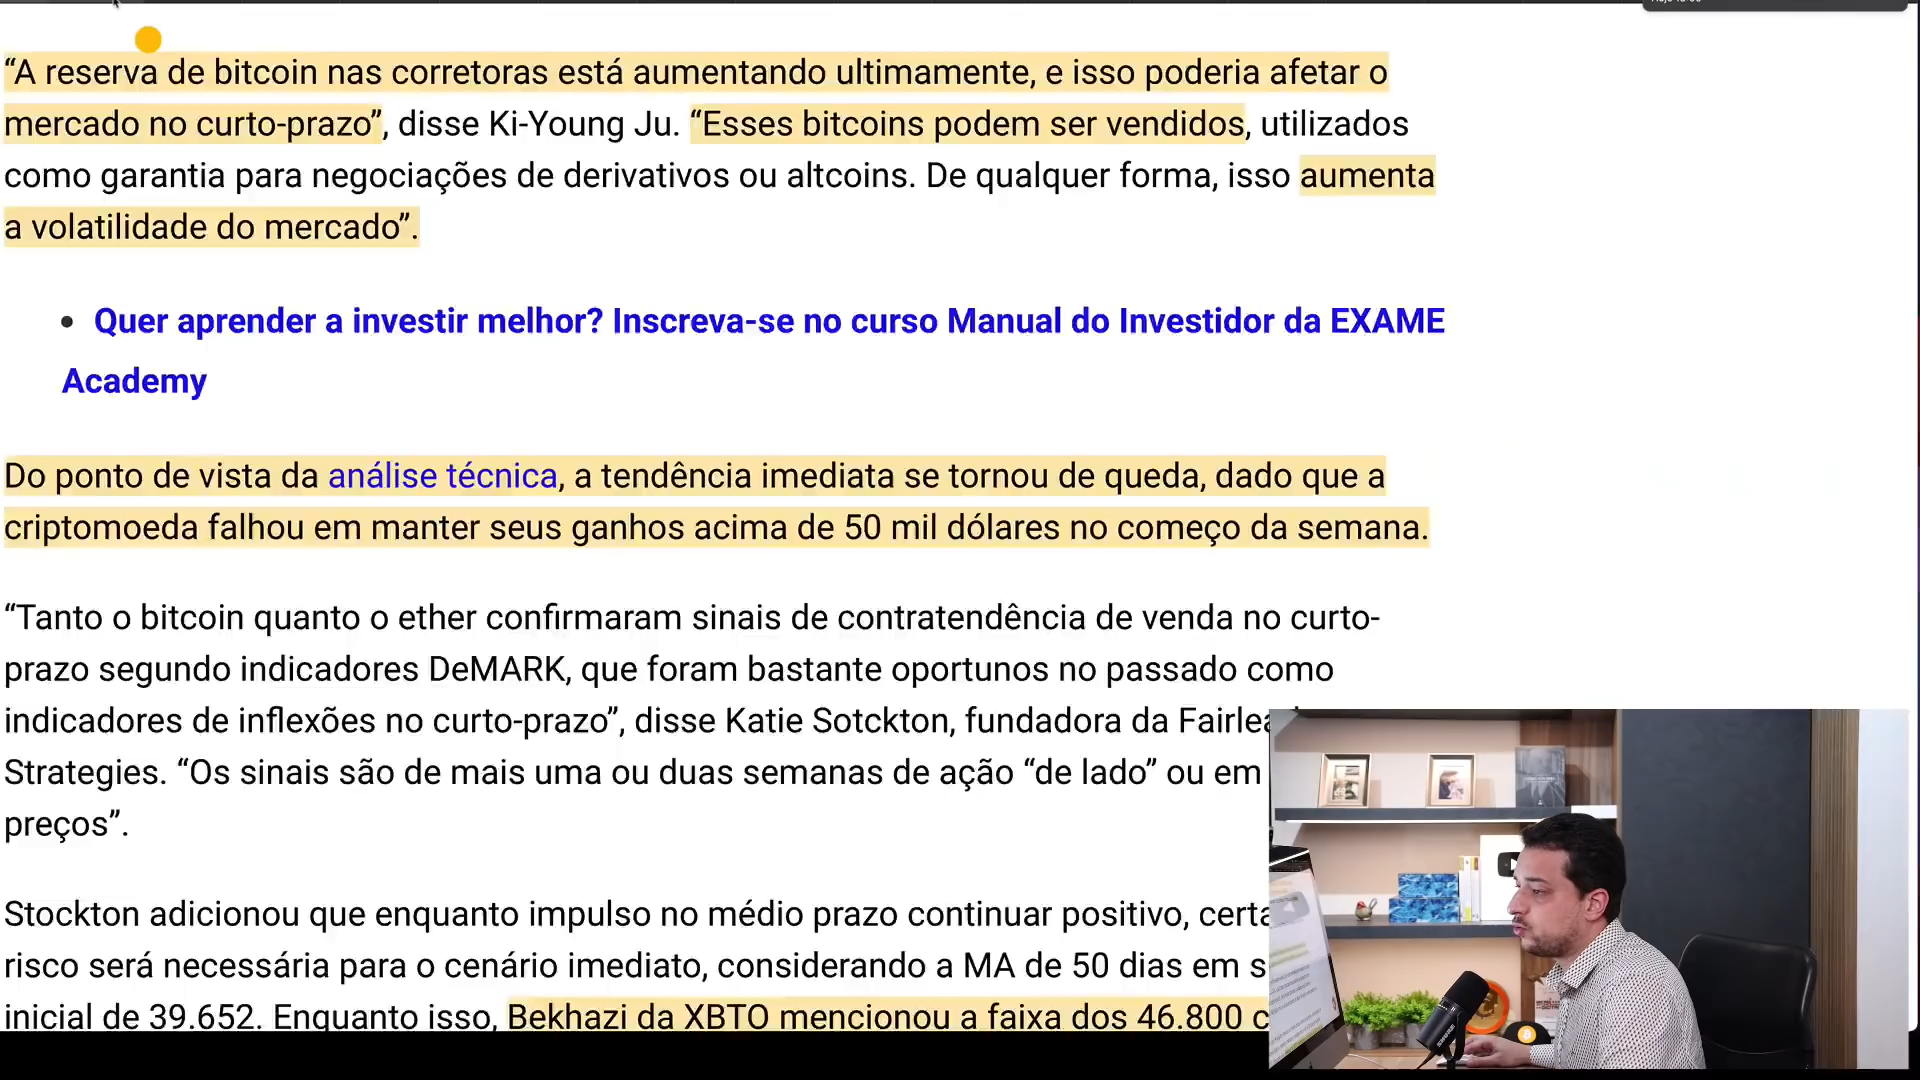 “A reserva de bitcoin nas corretoras está aumentando ultimamente, e isso poderia afetar o
mercado no curto-prazo”, disse Ki-Young Ju. “Esses bitcoins podem ser vendidos, utilizados
como garantia para negociações de derivativos ou altcoins. De qualquer forma, isso aumenta
a volatilidade do mercado”.
• Quer aprender a investir melhor? Inscreva-se no curso Manual do Investidor da EXAME
Academy
Do ponto de vista da análise técnica, a tendência imediata se tornou de queda, dado que a
criptomoeda falhou em manter seus ganhos acima de 50 mil dólares no começo da semana.
“Tanto o bitcoin quanto o ether confirmaram sinais de contratendência de venda no curto-
prazo segundo indicadores DeMARK, que foram bastante oportunos no passado como
indicadores de inflexões no curto-prazo”, disse Katie Sotckton, fundadora da
Strategies. “Os sinais são de mais uma ou duas semanas de ação “de lado” ou em
preços”.
Stockton adicionou que enquanto impulso no médio prazo continuar positivo,
risco será necessária para o cenário imediato, considerando a MA de 50 dias em
inicial de 39.652. Enquanto isso, Bekhazi da XBTO mencionou a faixa dos 46.800